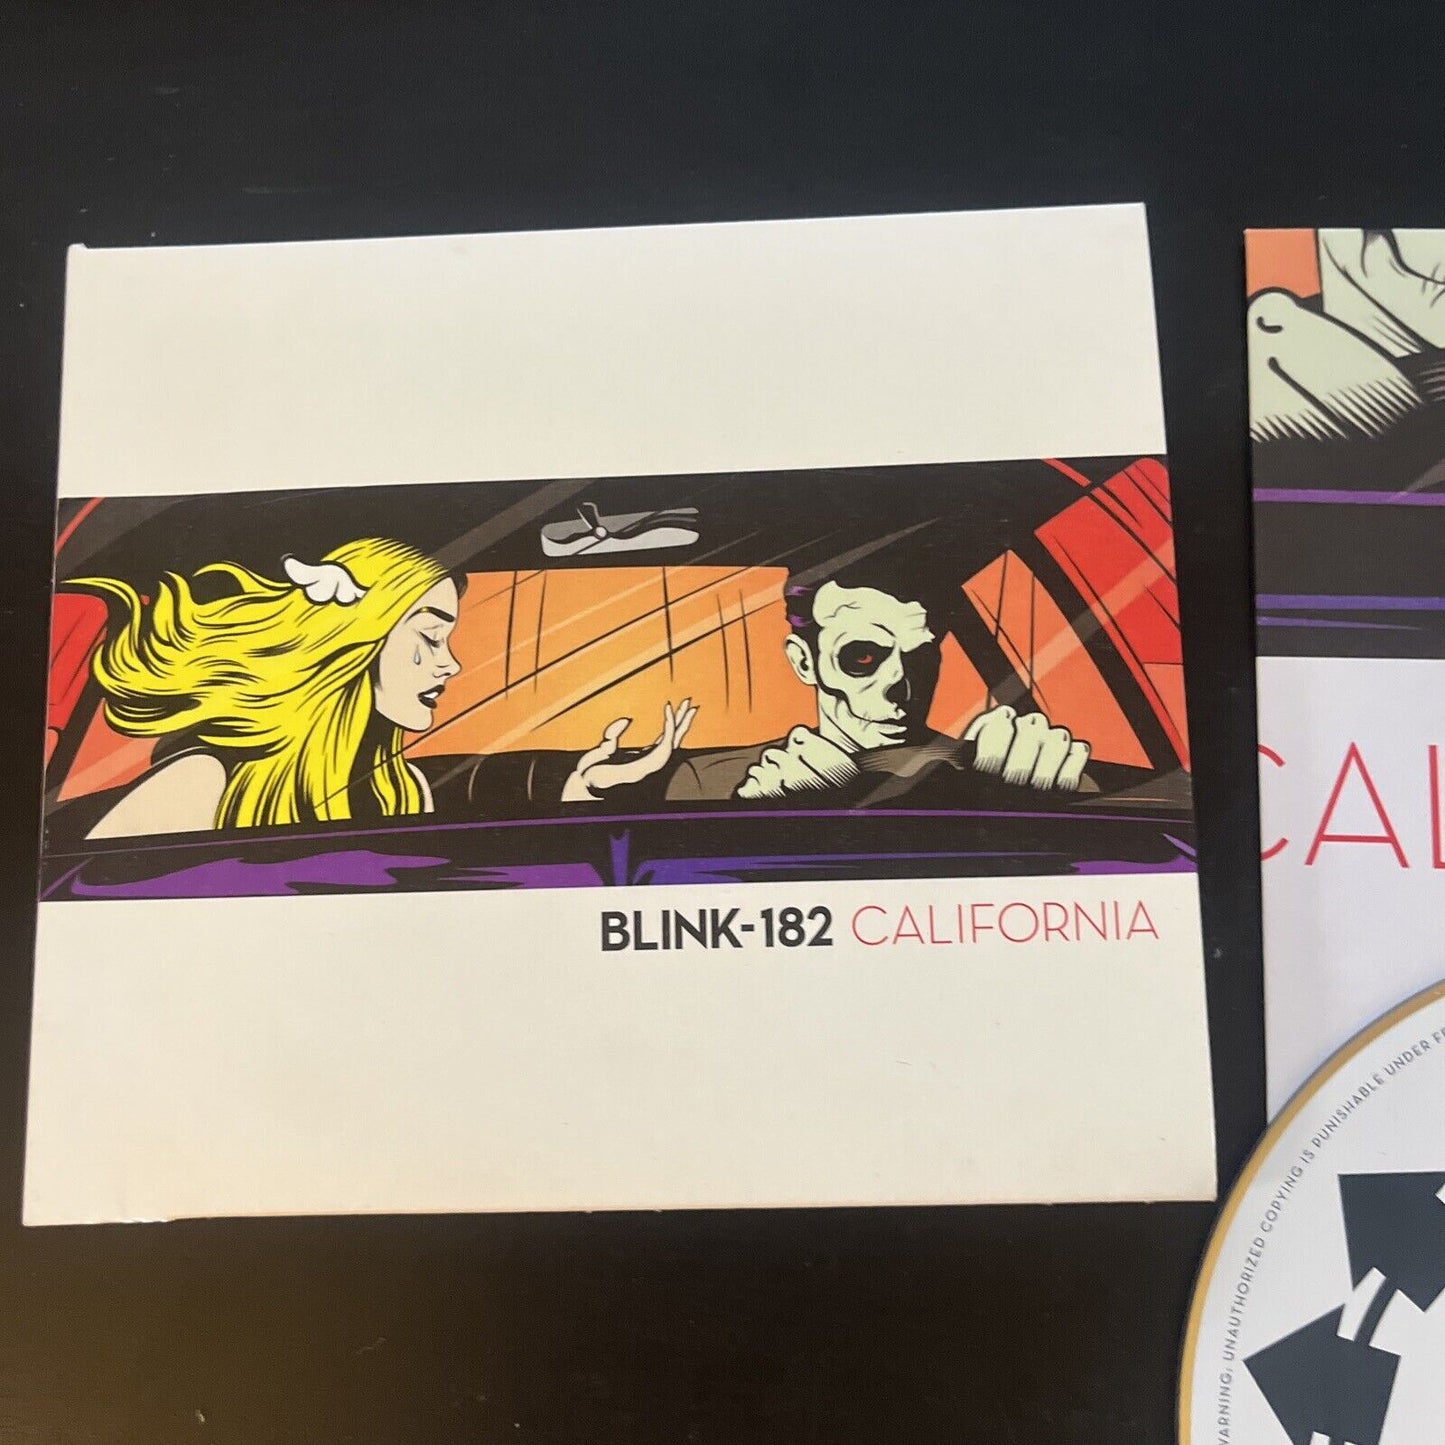 BLINK-182 CALIFORNIA
CAL
WARNING: UNAUTHORIZED COPYING IS PUNISHABLE UNDER